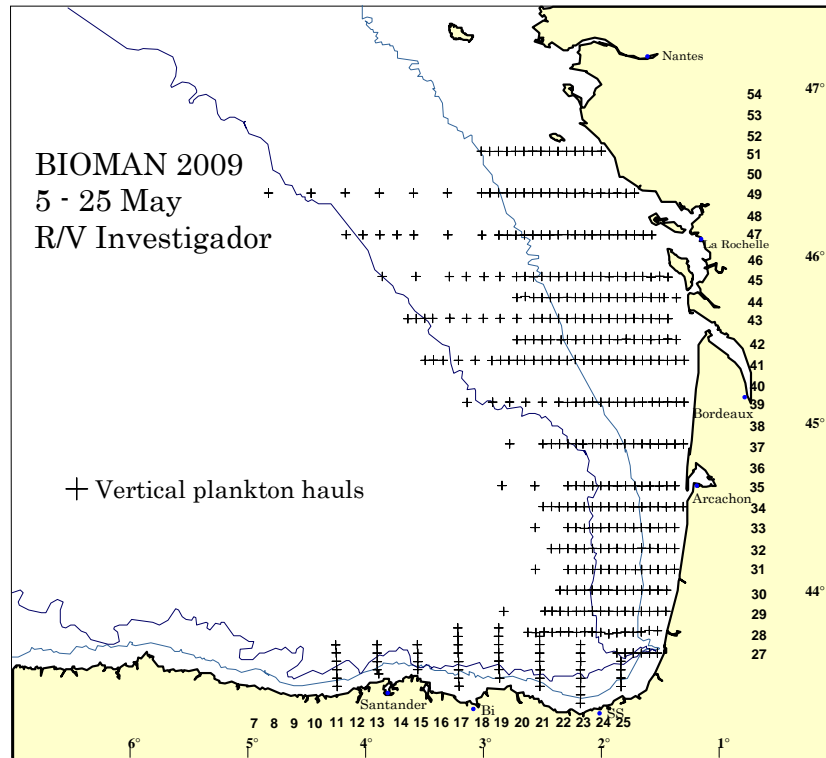 Nantes
47°
54
53
52
BIOMAN 2009
51
5 - 25 May
50
49
R/V Investigador
48
47
La Rochelle
46
46°
45
44
43
42
41
40
39
Bordeaux
45°
38
37
36
Vertical plankton hauls
35
Arcachon
34
33
32
31
44°
30
29
28
27
Santander
Bi
SS
7 8 9 10 11 12 13 14 15 16 17 18 19 20 21 22 23 24 25
6° 5° 4° 3° 2° 1°